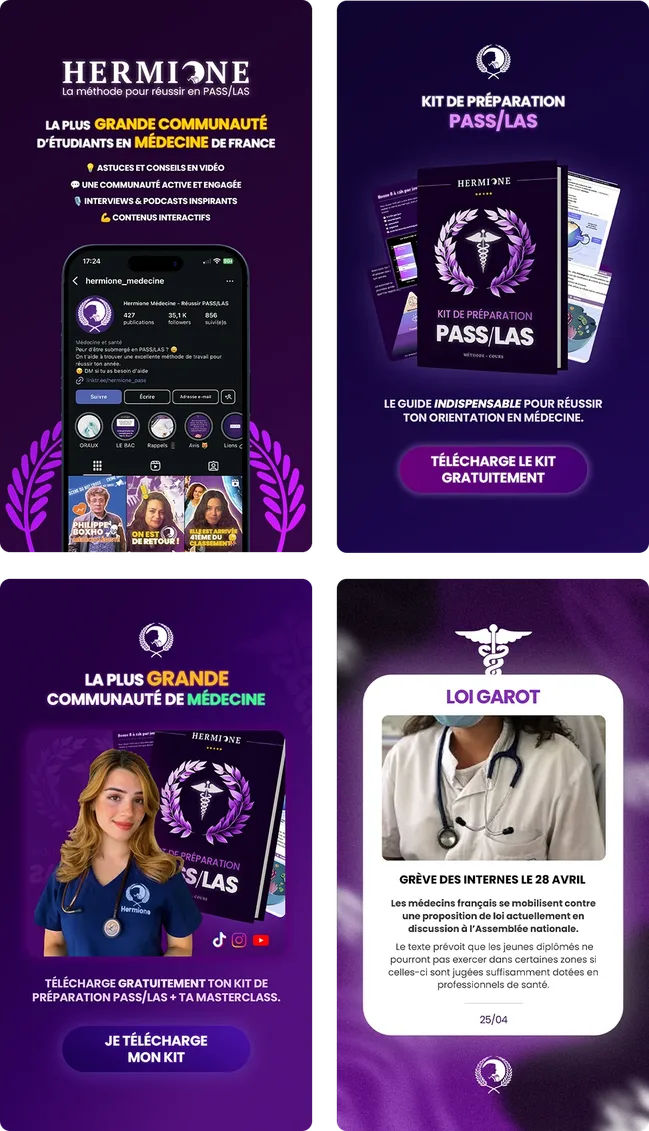 HERMIONE
La méthode pour réussir en PASS/LAS
LA PLUS GRANDE COMMUNAUTÉ
D'ÉTUDIANTS EN MÉDECINE DE FRANCE
💡 ASTUCES ET CONSEILS EN VIDÉO
💬 UNE COMMUNAUTÉ ACTIVE ET ENGAGÉE
🎙️ INTERVIEWS & PODCASTS INSPIRANTS
💪 CONTENUS INTERACTIFS
17:24
hermione_medecine
Hermione Médecine - Réussir PASS/LAS
427 35,1 K 856
publications followers suivi(e)s
Médecine et santé
Peur d'être submergé en PASS/LAS ?
On t'aide à trouver une excellente méthode de travail pour
réussir ton année.
DM si tu as besoin d'aide
Suivre Écrire Adresse e-mail
ORAUX LE BAC Rappels Avis Liens
PHILIPPE
BOXHO
ON EST
DE RETOUR !
ELLE EST ARRIVÉE
41ÈME DU
CLASSEMENT
KIT DE PRÉPARATION
PASS/LAS
HERMIONE
KIT DE PRÉPARATION
PASS/LAS
MÉTHODE - COURS
LE GUIDE INDISPENSABLE POUR RÉUSSIR
TON ORIENTATION EN MÉDECINE.
TÉLÉCHARGE LE KIT
GRATUITEMENT
LA PLUS GRANDE
COMMUNAUTÉ DE MÉDECINE
HERMIONE
DE PRÉPARATION
PASS/LAS
Hermione
TÉLÉCHARGE GRATUITEMENT TON KIT DE
PRÉPARATION PASS/LAS + TA MASTERCLASS.
JE TÉLÉCHARGE
MON KIT
LOI GAROT
GRÈVE DES INTERNES LE 28 AVRIL
Les médecins français se mobilisent contre
une proposition de loi actuellement en
discussion à l'Assemblée nationale.
Le texte prévoit que les jeunes diplômés ne
pourront pas exercer dans certaines zones si
celles-ci sont jugées suffisamment dotées en
professionnels de santé.
25/04